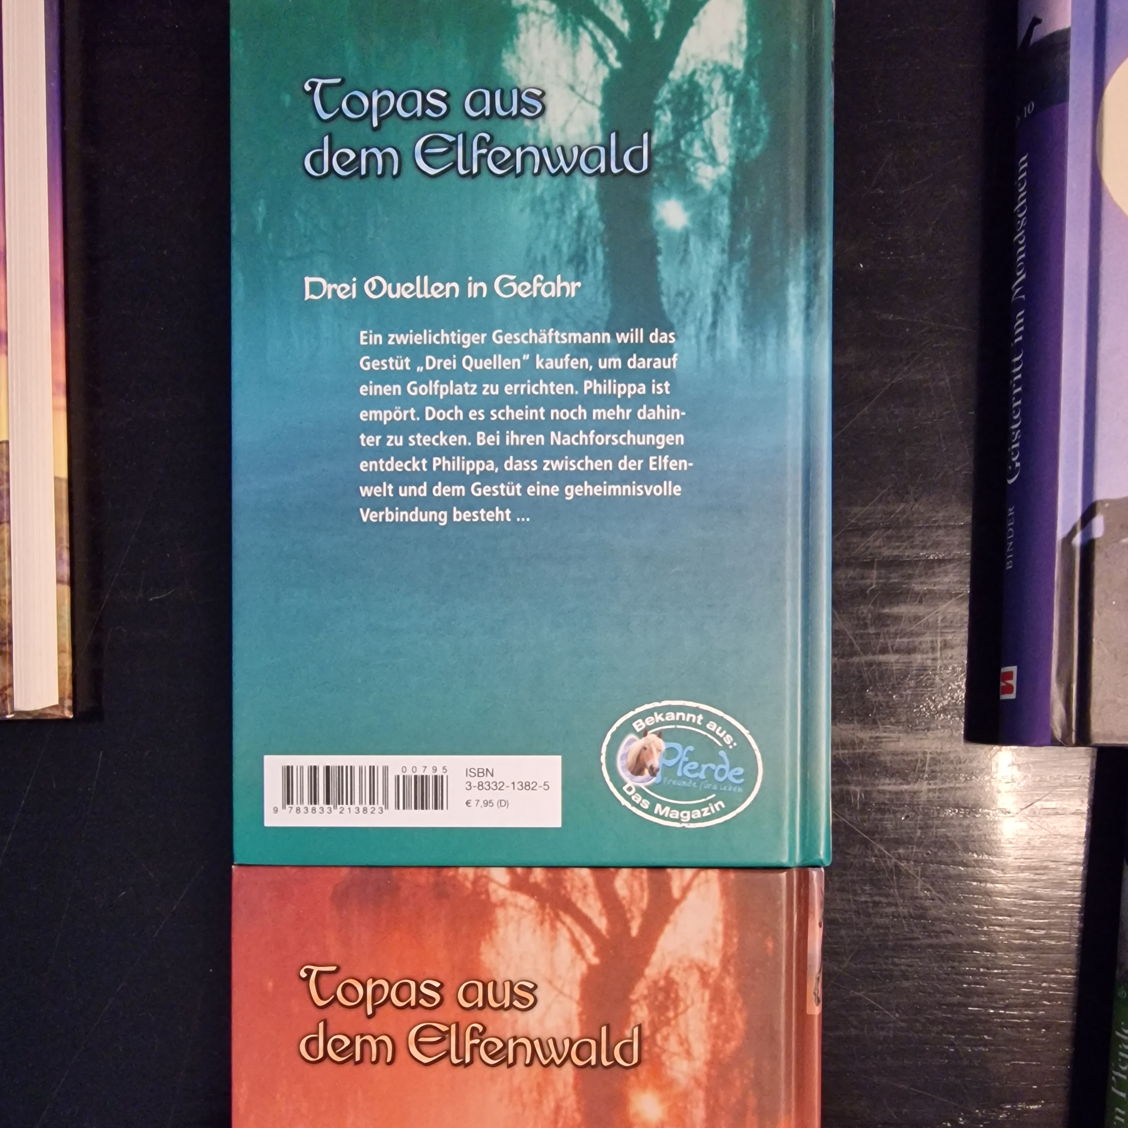 Topas aus
dem Elfenwald
Drei Quellen in Gefahr
Ein zwielichtiger Geschäftsmann will das
Gestüt „Drei Quellen“ kaufen, um darauf
einen Golfplatz zu errichten. Philippa ist
empört. Doch es scheint noch mehr dahin-
ter zu stecken. Bei ihren Nachforschungen
entdeckt Philippa, dass zwischen der Elfen-
welt und dem Gestüt eine geheimnisvolle
Verbindung besteht ...
00795
ISBN
3-8332-1382-5
€ 7,95 (D)
9 783833 213823
Bekannt aus:
Pferde
Freunde fürs Leben
Das Magazin
Topas aus
dem Elfenwald
10
BINDER Geisterritt im Mondschein